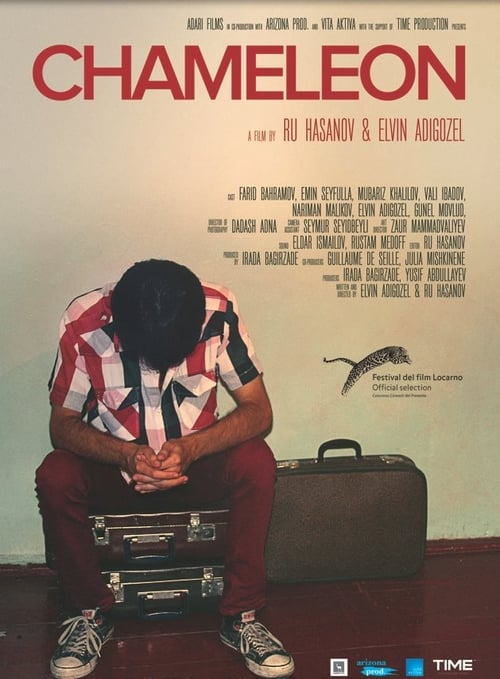 ADARI FILMS IN CO-PRODUCTION WITH ARIZONA PROD. AND VITA AKTIVA WITH THE SUPPORT OF TIME PRODUCTION PRESENTS
CHAMELEON
A FILM BY RU HASANOV & ELVIN ADIGOZEL
CAST FARID BAHRAMOV, EMIN SEYFULLA, MUBARIZ KHALILOV, VALI IBADOV,
NARIMAN MALIKOV, ELVIN ADIGOZEL, GUNEL MOVLUD,
DIRECTOR OF PHOTOGRAPHY DADASH ADNA CAMERA ASSISTANT SEYMUR SEYIDBEYLI ART DIRECTOR ZAUR MAMMADVALIYEV
SOUND ELDAR ISMAILOV, RUSTAM MEDOFF EDITOR RU HASANOV
PRODUCED BY IRADA BAGIRZADE CO-PRODUCERS GUILLAUME DE SEILLE, JULIA MISHKINENE
PRODUCERS IRADA BAGIRZADE, YUSIF ABDULLAYEV
WRITTEN AND DIRECTED BY ELVIN ADIGOZEL & RU HASANOV
Festival del film Locarno
Official selection
Concorso Cineasti del Presente
arizona
prod.
TIME